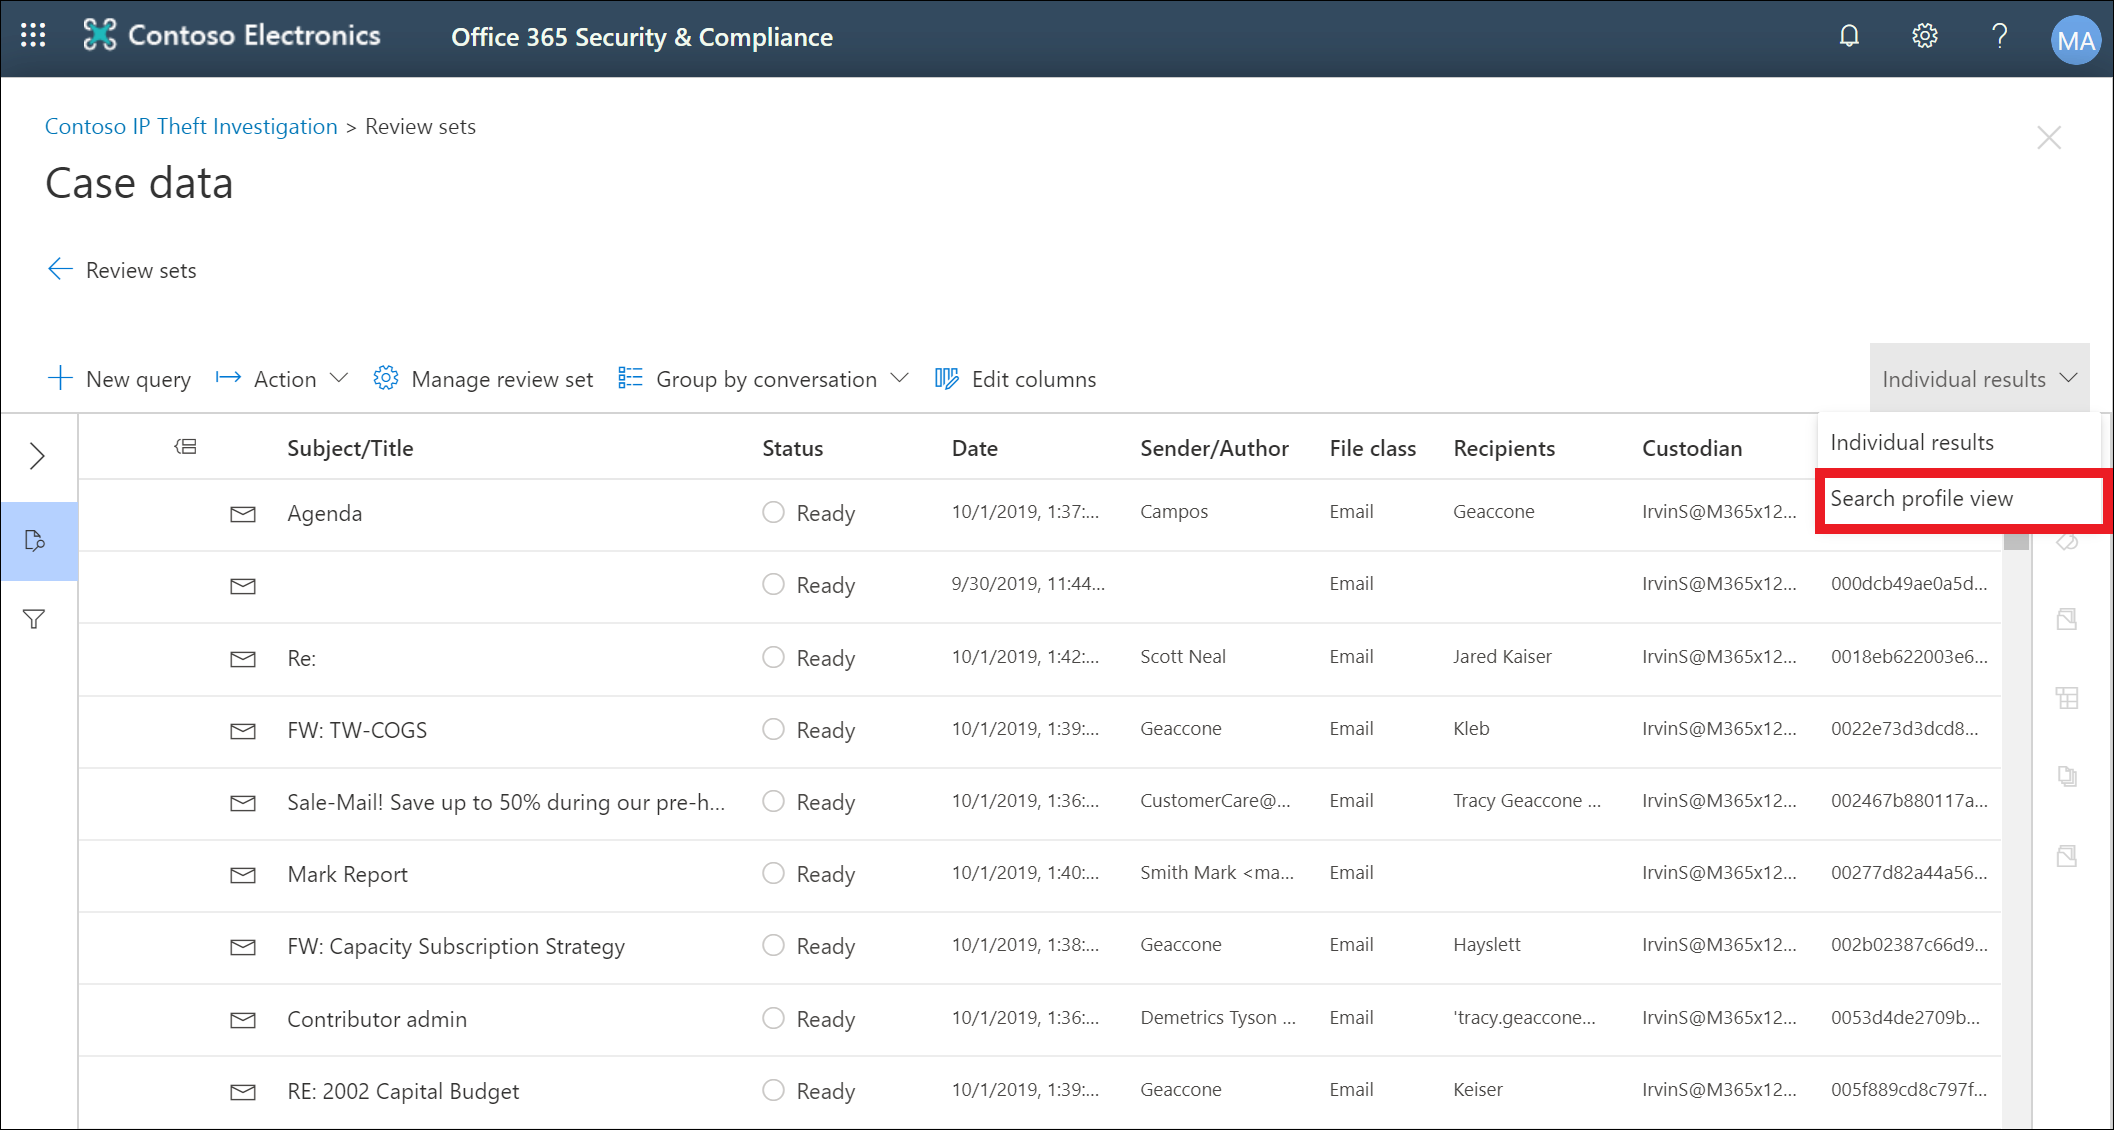 Contoso Electronics Office 365 Security & Compliance ? MA
Contoso IP Theft Investigation > Review sets
Case data
Review sets
New query Action Manage review set Group by conversation Edit columns Individual results
Individual results
Search profile view
Subject/Title Status Date Sender/Author File class Recipients Custodian
Agenda Ready 10/1/2019, 1:37:... Campos Email Geaccone IrvinS@M365x12...
Ready 9/30/2019, 11:44... Email IrvinS@M365x12... 000dcb49ae0a5d...
Re: Ready 10/1/2019, 1:42:... Scott Neal Email Jared Kaiser IrvinS@M365x12... 0018eb622003e6...
FW: TW-COGS Ready 10/1/2019, 1:39:... Geaccone Email Kleb IrvinS@M365x12... 0022e73d3dcd8...
Sale-Mail! Save up to 50% during our pre-h... Ready 10/1/2019, 1:36:... CustomerCare@... Email Tracy Geaccone ... IrvinS@M365x12... 002467b880117a...
Mark Report Ready 10/1/2019, 1:40:... Smith Mark <ma... Email IrvinS@M365x12... 00277d82a44a56...
FW: Capacity Subscription Strategy Ready 10/1/2019, 1:38:... Geaccone Email Hayslett IrvinS@M365x12... 002b02387c66d9...
Contributor admin Ready 10/1/2019, 1:36:... Demetrics Tyson ... Email 'tracy.geaccone... IrvinS@M365x12... 0053d4de2709b...
RE: 2002 Capital Budget Ready 10/1/2019, 1:39:... Geaccone Email Keiser IrvinS@M365x12... 005f889cd8c797f...